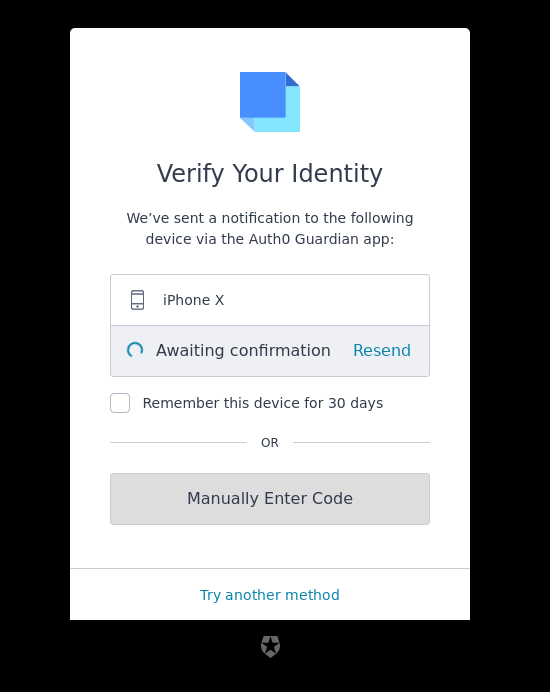 Verify Your Identity
We’ve sent a notification to the following
device via the Auth0 Guardian app:
iPhone X
Awaiting confirmation Resend
Remember this device for 30 days
OR
Manually Enter Code
Try another method